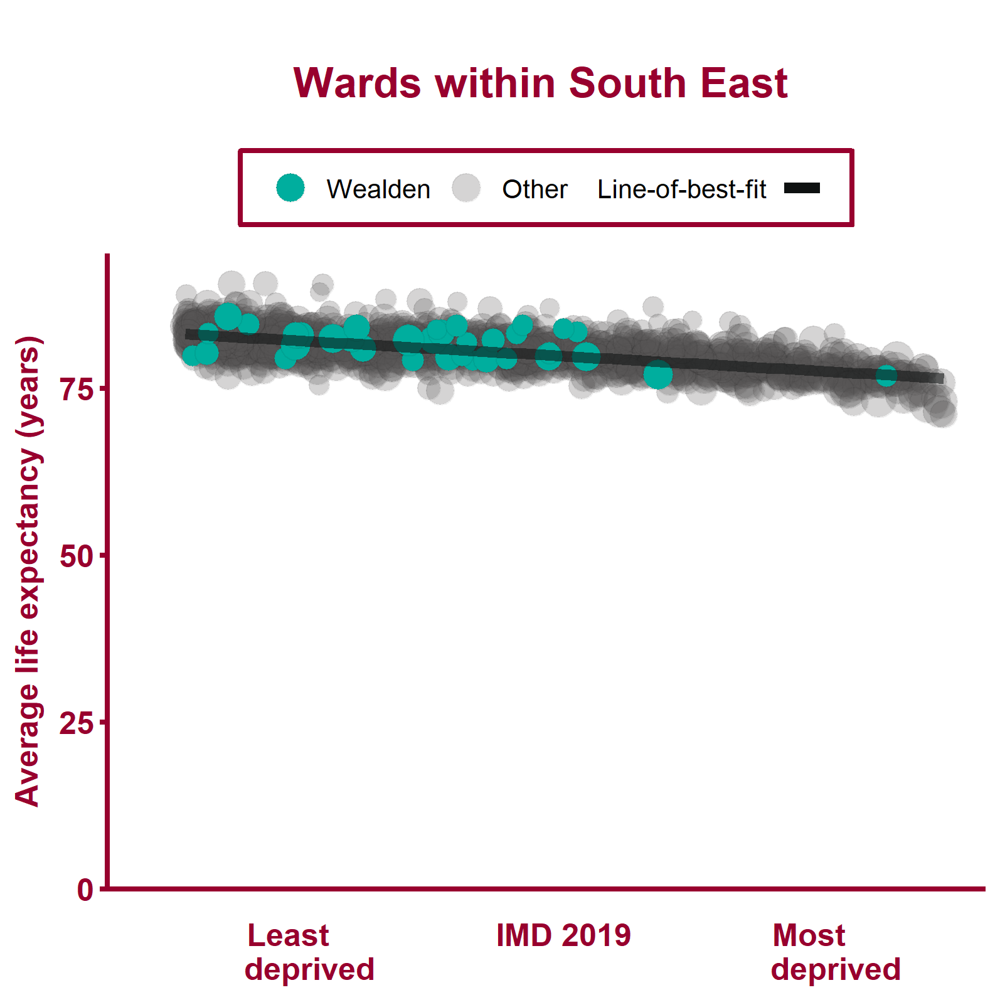 Wards within South East
Wealden Other Line-of-best-fit
Average life expectancy (years)
75
50
25
0
Least deprived
IMD 2019
Most deprived